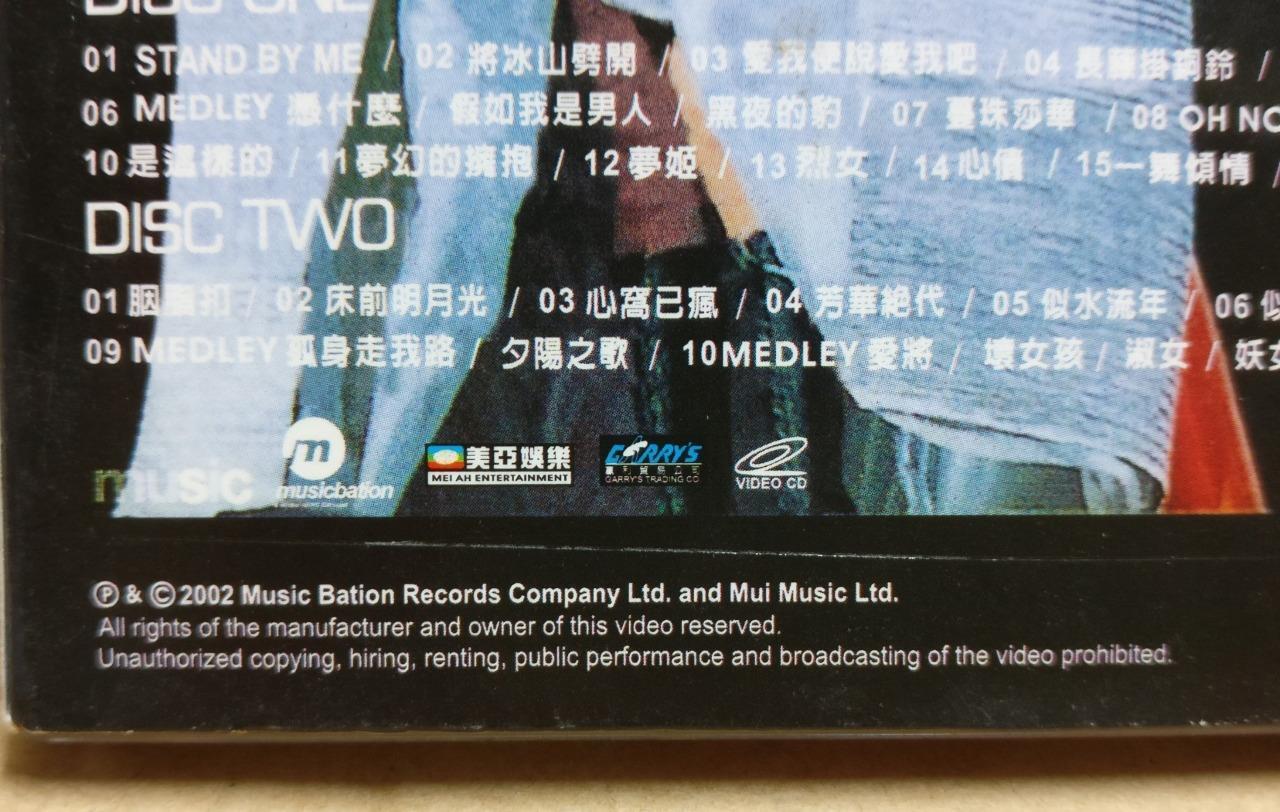 DISC ONE
01 STAND BY ME / 02 將冰山劈開 / 03 愛我便說愛我吧 / 04 長腿掛銅鈴 /
06 MEDLEY 憑什麼 / 假如我是男人 / 黑夜的豹 / 07 蔓珠莎華 / 08 OH NO
10 是這樣的 / 11 夢幻的擁抱 / 12 夢姬 / 13 烈女 / 14 心債 / 15 一舞傾情 /
DISC TWO
01 胭脂扣 / 02 床前明月光 / 03 心窩已瘋 / 04 芳華絕代 / 05 似水流年 / 06 似
09 MEDLEY 孤身走我路 / 夕陽之歌 / 10 MEDLEY 愛將 / 壞女孩 / 淑女 / 妖女
music
m
musicbation
美亞娛樂
MEI AH ENTERTAINMENT
GARRY'S
GARRY'S TRADING CO
VIDEO CD
Ⓟ & © 2002 Music Bation Records Company Ltd. and Mui Music Ltd.
All rights of the manufacturer and owner of this video reserved.
Unauthorized copying, hiring, renting, public performance and broadcasting of the video prohibited.